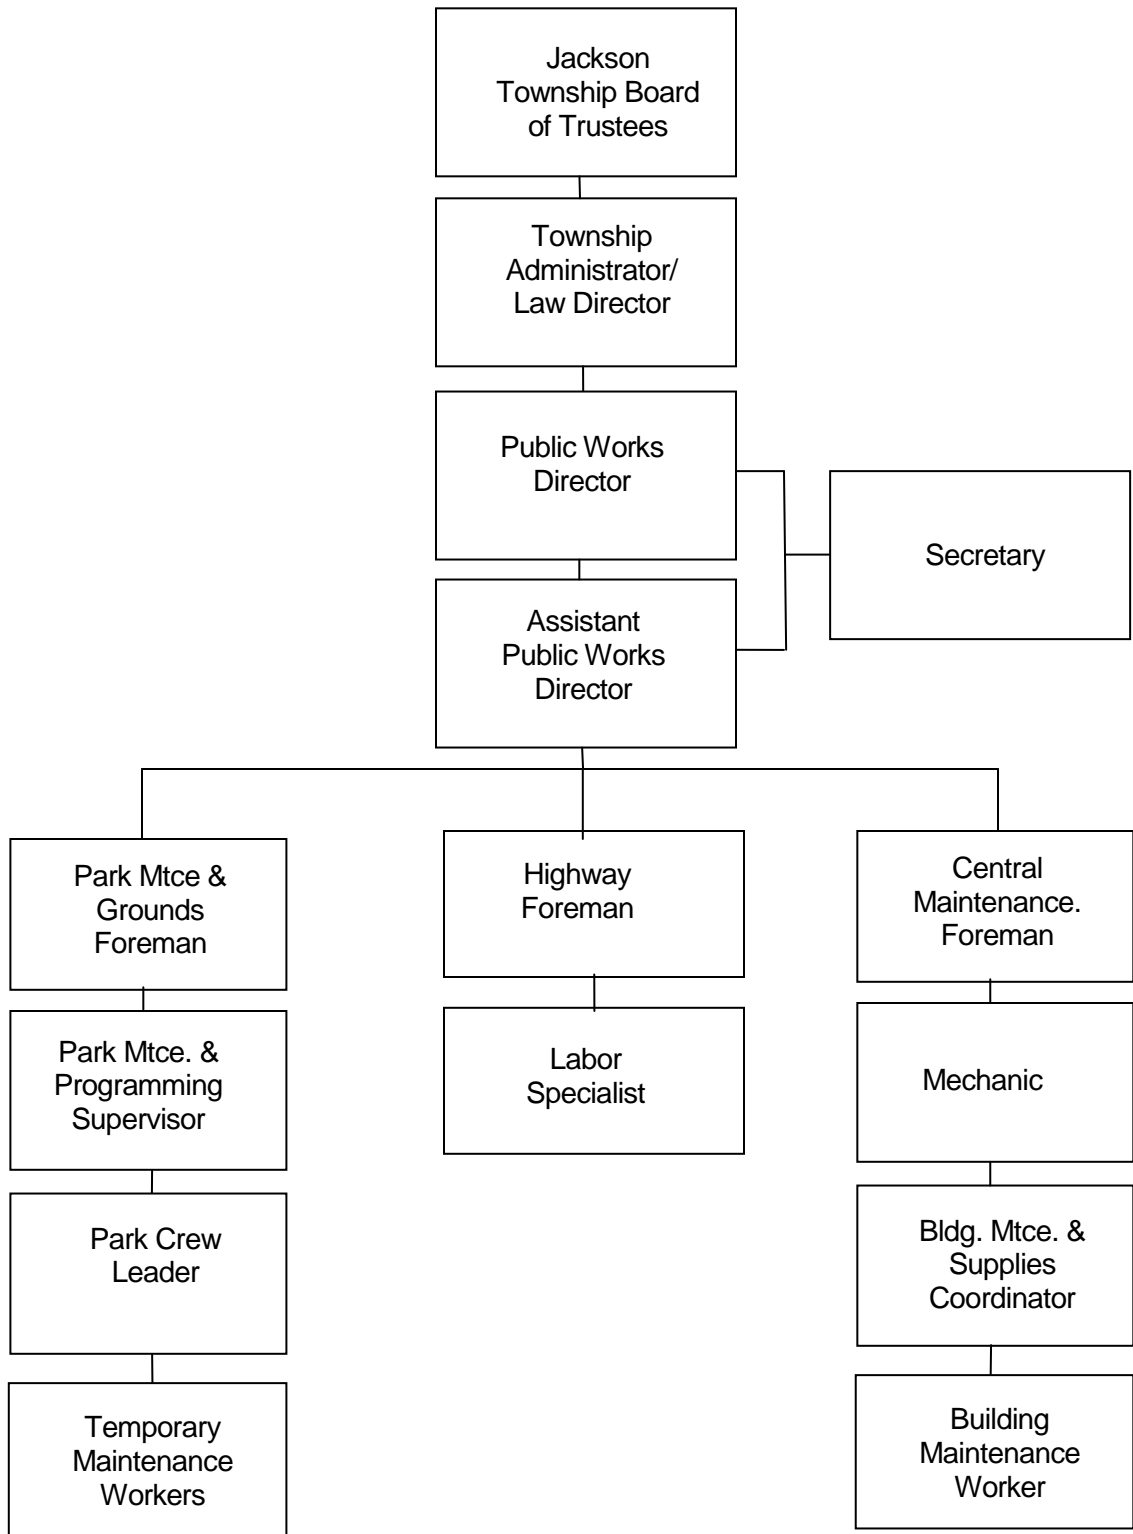 Jackson
Township Board
of Trustees
Township
Administrator/
Law Director
Public Works
Director
Secretary
Assistant
Public Works
Director
Park Mtce &
Grounds
Foreman
Highway
Foreman
Central
Maintenance.
Foreman
Park Mtce. &
Programming
Supervisor
Labor
Specialist
Mechanic
Park Crew
Leader
Bldg. Mtce. &
Supplies
Coordinator
Temporary
Maintenance
Workers
Building
Maintenance
Worker